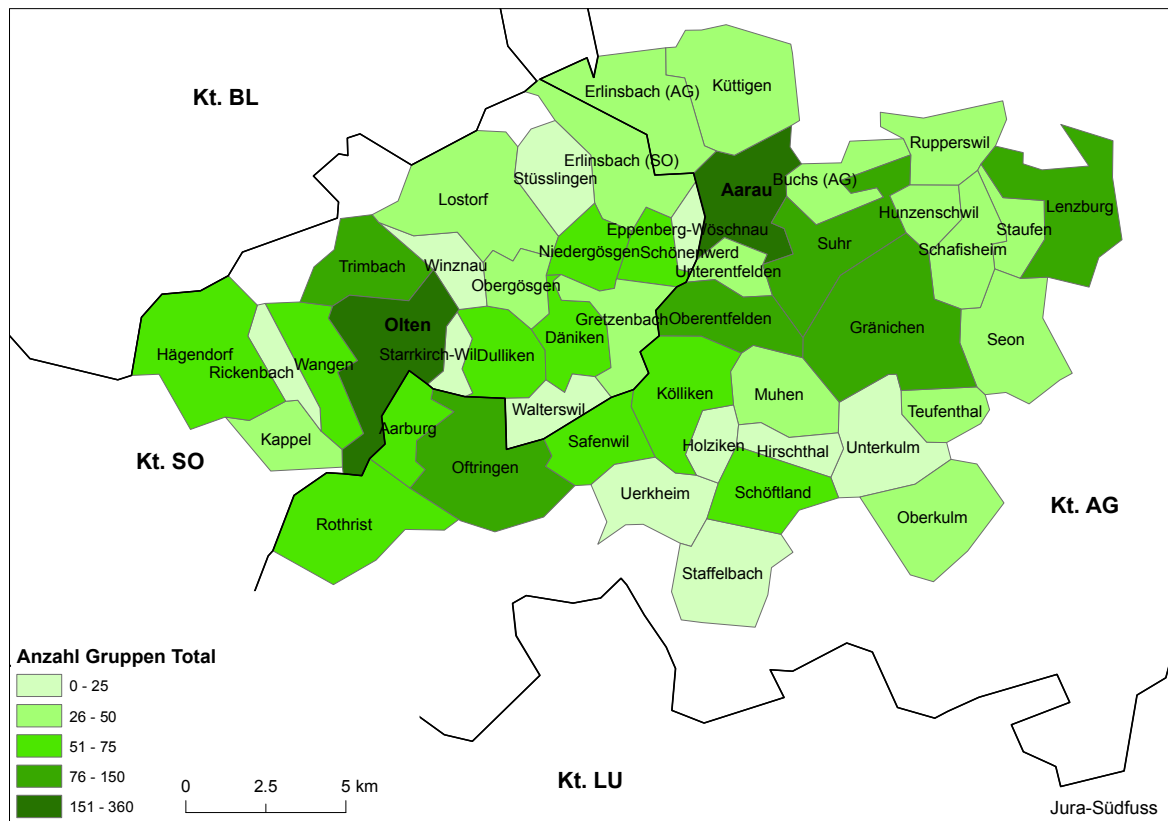 Kt. BL
Küttigen
Erlinsbach (AG)
Rupperswil
Erlinsbach (SO)
Stüsslingen
Aarau
Buchs (AG)
Lostorf
Hunzenschwil
Lenzburg
Eppenberg-Wöschnau
Staufen
Niedergösgen
Schönenwerd
Suhr
Schafisheim
Trimbach
Winznau
Unterentfelden
Obergösgen
Gretzenbach
Oberentfelden
Olten
Gränichen
Däniken
Seon
Hägendorf
Starrkirch-Wil
Dulliken
Wangen
Rickenbach
Kölliken
Muhen
Walterswil
Teufenthal
Aarburg
Kappel
Safenwil
Holziken
Hirschthal
Unterkulm
Kt. SO
Oftringen
Uerkheim
Schöftland
Kt. AG
Oberkulm
Rothrist
Staffelbach
Anzahl Gruppen Total
0 - 25
26 - 50
51 - 75
76 - 150
151 - 360
0 2.5 5 km
Kt. LU
Jura-Südfuss